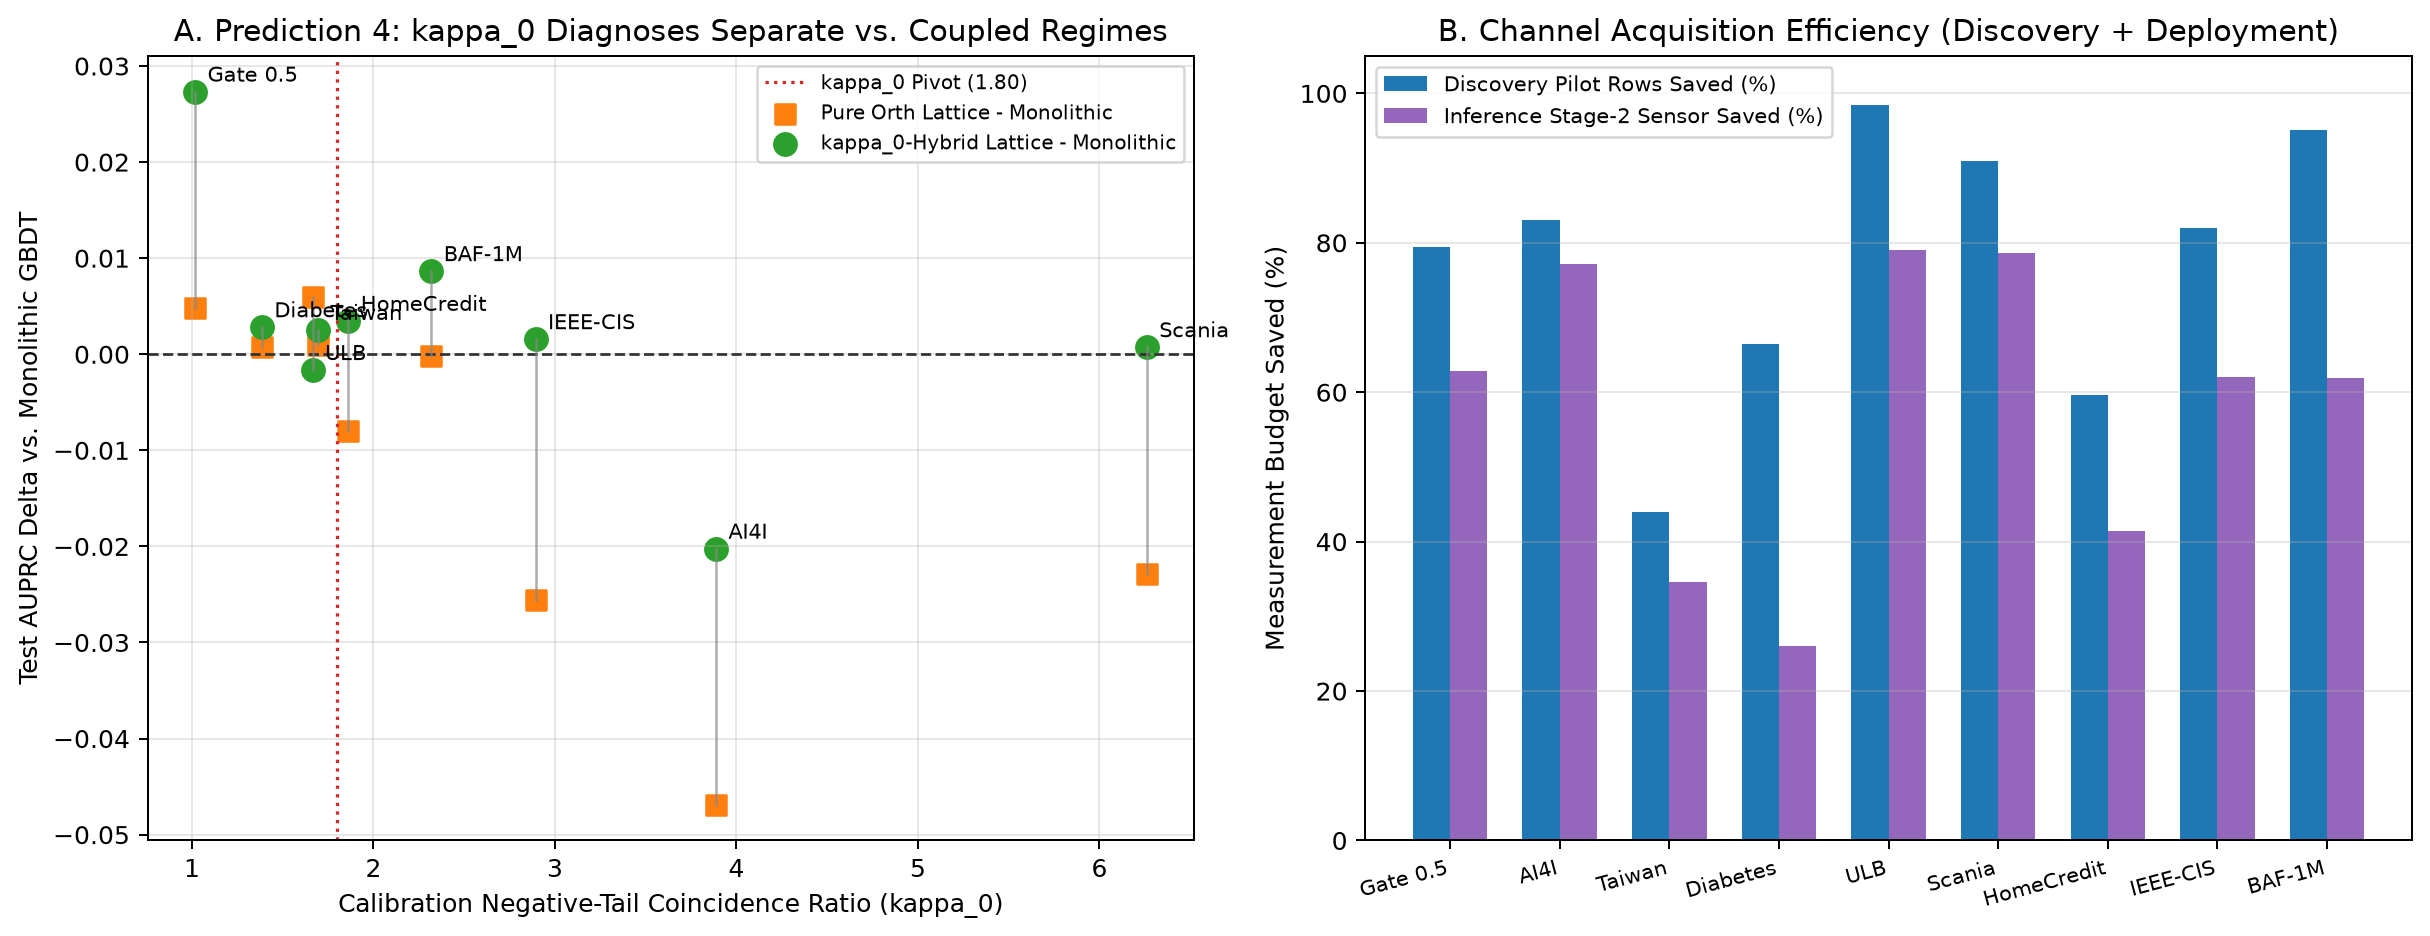 A. Prediction 4: kappa_0 Diagnoses Separate vs. Coupled Regimes
Test AUPRC Delta vs. Monolithic GBDT
0.03
0.02
0.01
0.00
−0.01
−0.02
−0.03
−0.04
−0.05
kappa_0 Pivot (1.80)
Pure Orth Lattice - Monolithic
kappa_0-Hybrid Lattice - Monolithic
Gate 0.5
BAF-1M
HomeCredit
Diabetes
Taiwan
IEEE-CIS
Scania
ULB
AI4I
1 2 3 4 5 6
Calibration Negative-Tail Coincidence Ratio (kappa_0)
B. Channel Acquisition Efficiency (Discovery + Deployment)
Measurement Budget Saved (%)
100
80
60
40
20
0
Discovery Pilot Rows Saved (%)
Inference Stage-2 Sensor Saved (%)
Gate 0.5 AI4I Taiwan Diabetes ULB Scania HomeCredit IEEE-CIS BAF-1M